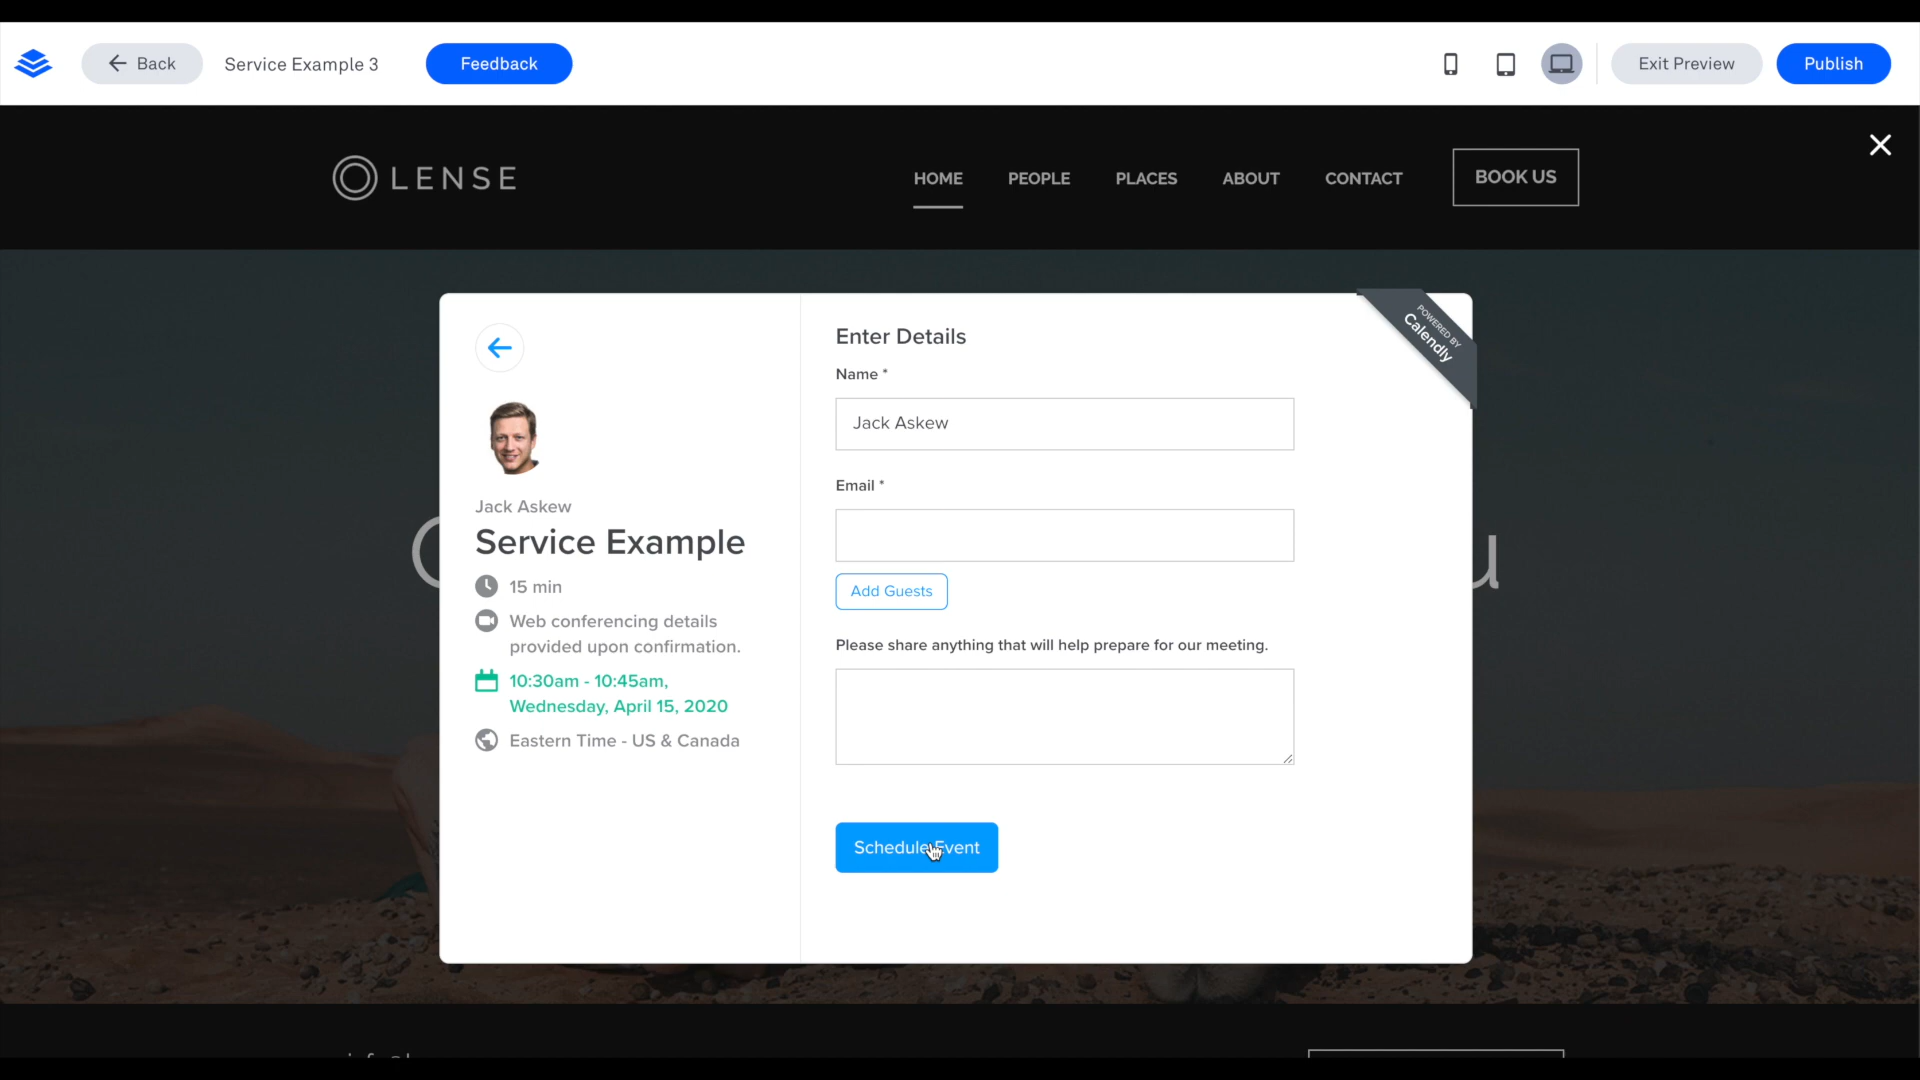 Back
Service Example 3
Feedback
Exit Preview
Publish
LENSE
HOME
PEOPLE
PLACES
ABOUT
CONTACT
BOOK US
POWERED BY
Calendly
Jack Askew
Service Example
15 min
Web conferencing details
provided upon confirmation.
10:30am - 10:45am,
Wednesday, April 15, 2020
Eastern Time - US & Canada
Enter Details
Name *
Jack Askew
Email *
Add Guests
Please share anything that will help prepare for our meeting.
Schedule Event